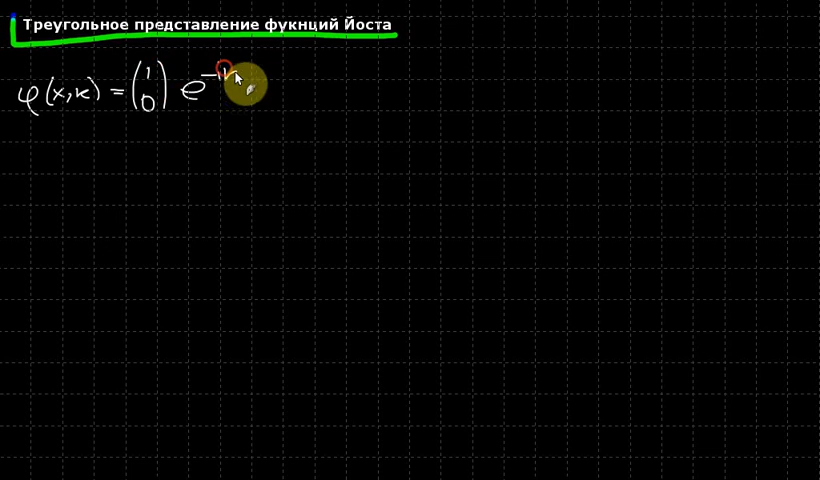 Треугольное представление фукнций Йоста
φ(x,κ) = (1 0) e^{-i